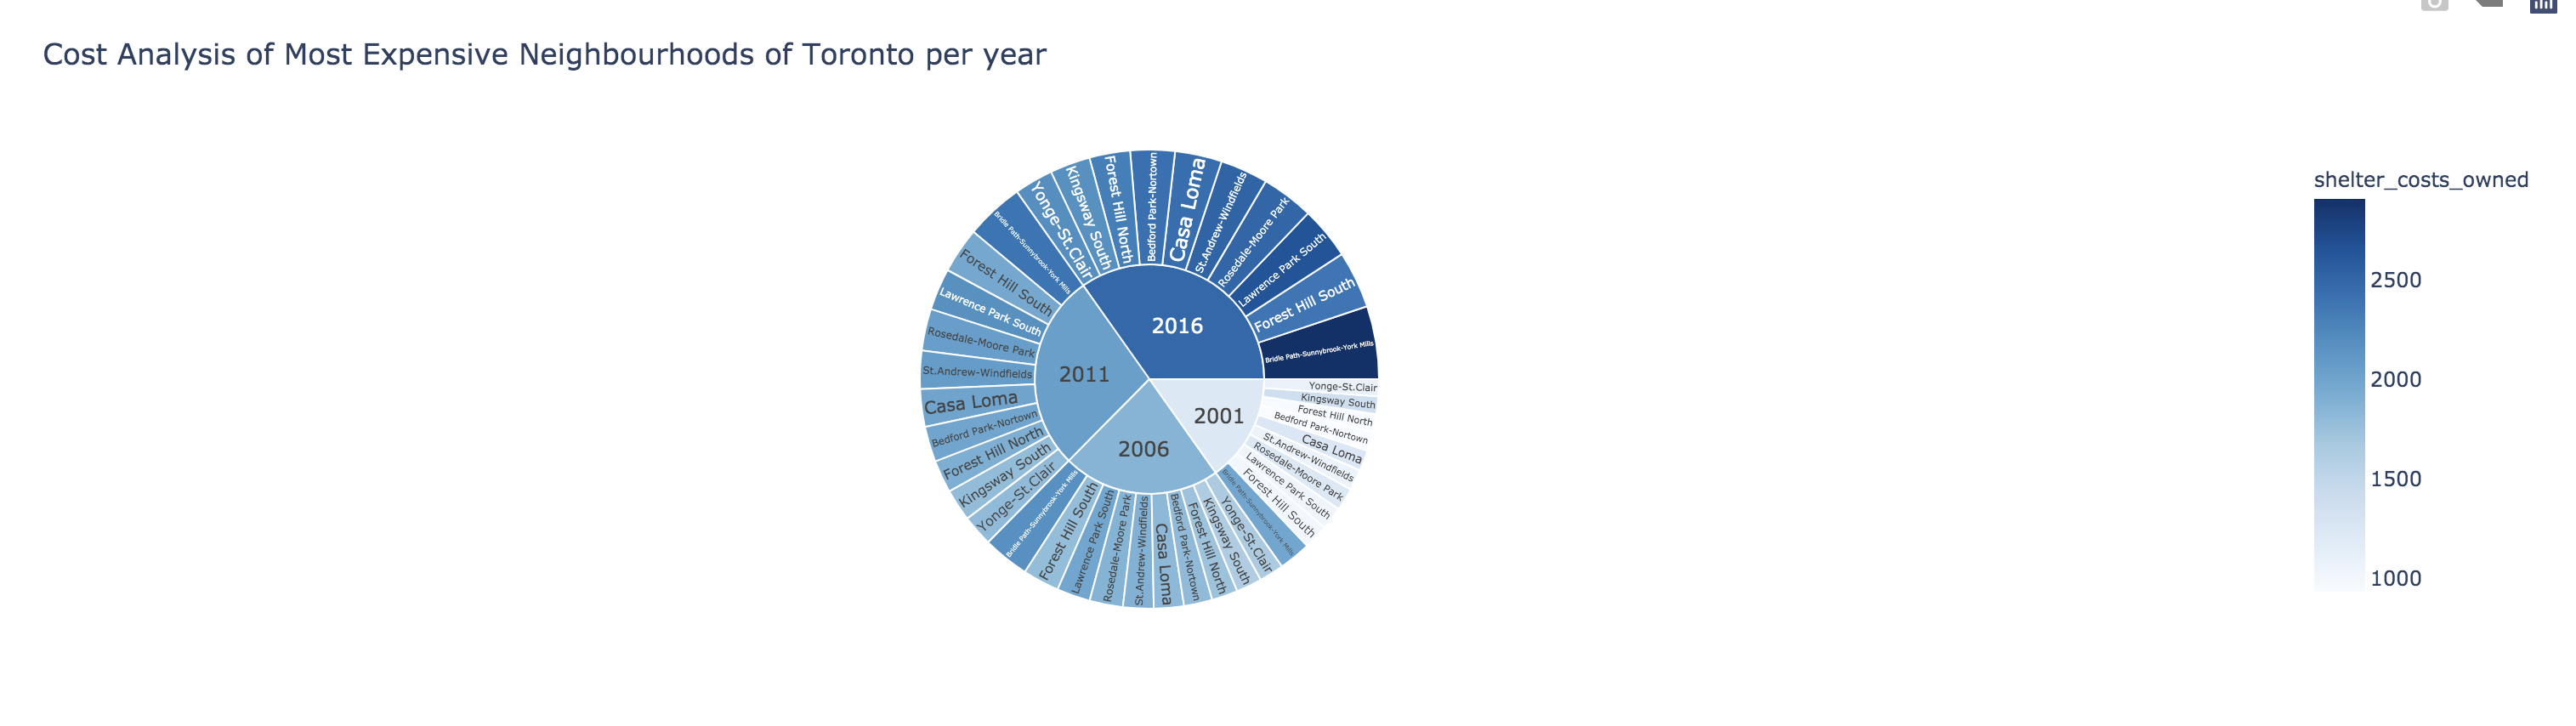 Cost Analysis of Most Expensive Neighbourhoods of Toronto per year
shelter_costs_owned
2500
2000
1500
1000
2016
Bridle Path-Sunnybrook-York Mills
Forest Hill South
Lawrence Park South
Rosedale-Moore Park
St.Andrew-Windfields
Casa Loma
Bedford Park-Nortown
Forest Hill North
Kingsway South
Yonge-St.Clair
2011
Bridle Path-Sunnybrook-York Mills
Forest Hill South
Lawrence Park South
Rosedale-Moore Park
St.Andrew-Windfields
Casa Loma
Bedford Park-Nortown
Forest Hill North
Kingsway South
Yonge-St.Clair
2006
Bridle Path-Sunnybrook-York Mills
Forest Hill South
Lawrence Park South
Rosedale-Moore Park
St.Andrew-Windfields
Casa Loma
Bedford Park-Nortown
Forest Hill North
Kingsway South
Yonge-St.Clair
2001
Bridle Path-Sunnybrook-York Mills
Forest Hill South
Lawrence Park South
Rosedale-Moore Park
St.Andrew-Windfields
Casa Loma
Bedford Park-Nortown
Forest Hill North
Kingsway South
Yonge-St.Clair